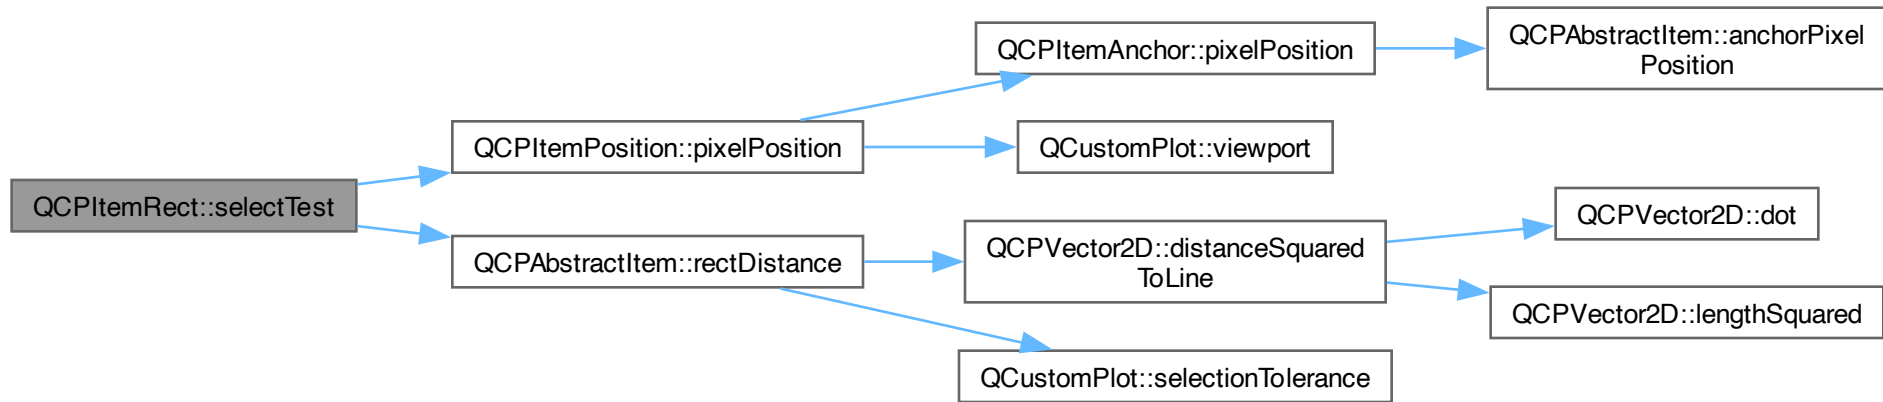 QCPItemRect::selectTest
QCPItemPosition::pixelPosition
QCPAbstractItem::rectDistance
QCPItemAnchor::pixelPosition
QCustomPlot::viewport
QCPVector2D::distanceSquared
ToLine
QCustomPlot::selectionTolerance
QCPAbstractItem::anchorPixel
Position
QCPVector2D::dot
QCPVector2D::lengthSquared